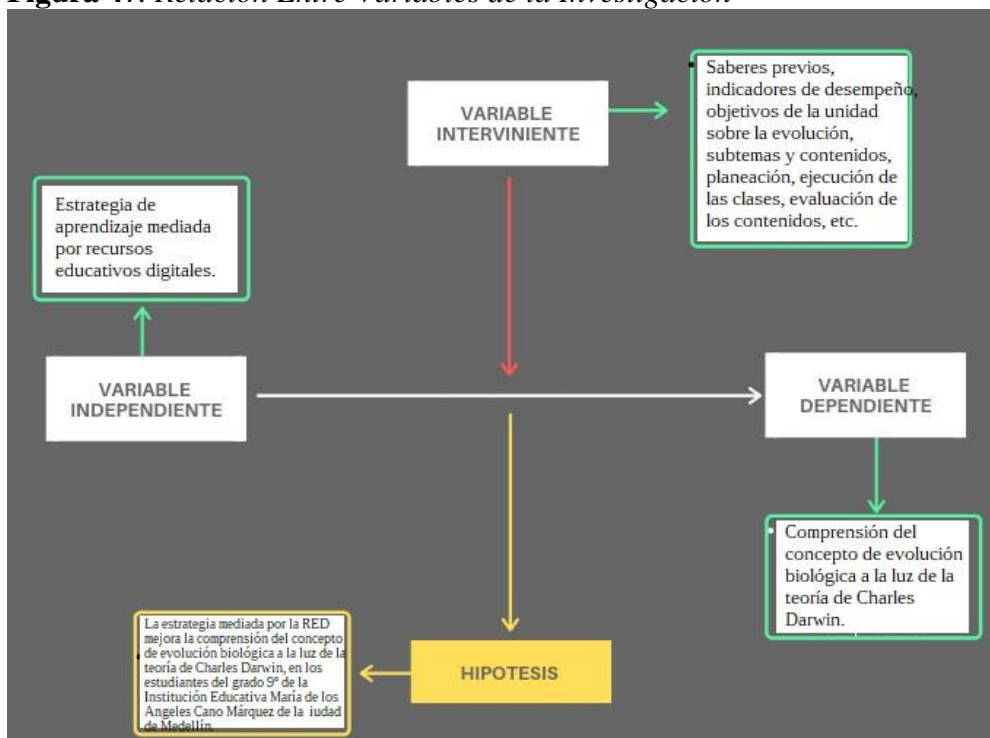 Figura 47. Relación Entre Variables de la Investigación
VARIABLE
INTERVINIENTE
Saberes previos,
indicadores de desempeño,
objetivos de la unidad
sobre la evolución,
subtemas y contenidos,
planeación, ejecución de
las clases, evaluación de
los contenidos, etc.
Estrategia de
aprendizaje mediada
por recursos
educativos digitales.
VARIABLE
INDEPENDIENTE
VARIABLE
DEPENDIENTE
Comprensión del
concepto de evolución
biológica a la luz de la
teoría de Charles
Darwin.
La estrategia mediada por la RED
mejora la comprensión del concepto
de evolución biológica a la luz de la
teoría de Charles Darwin, en los
estudiantes del grado 9º de la
Institución Educativa María de los
Angeles Cano Márquez de la iudad
de Medellín.
HIPOTESIS